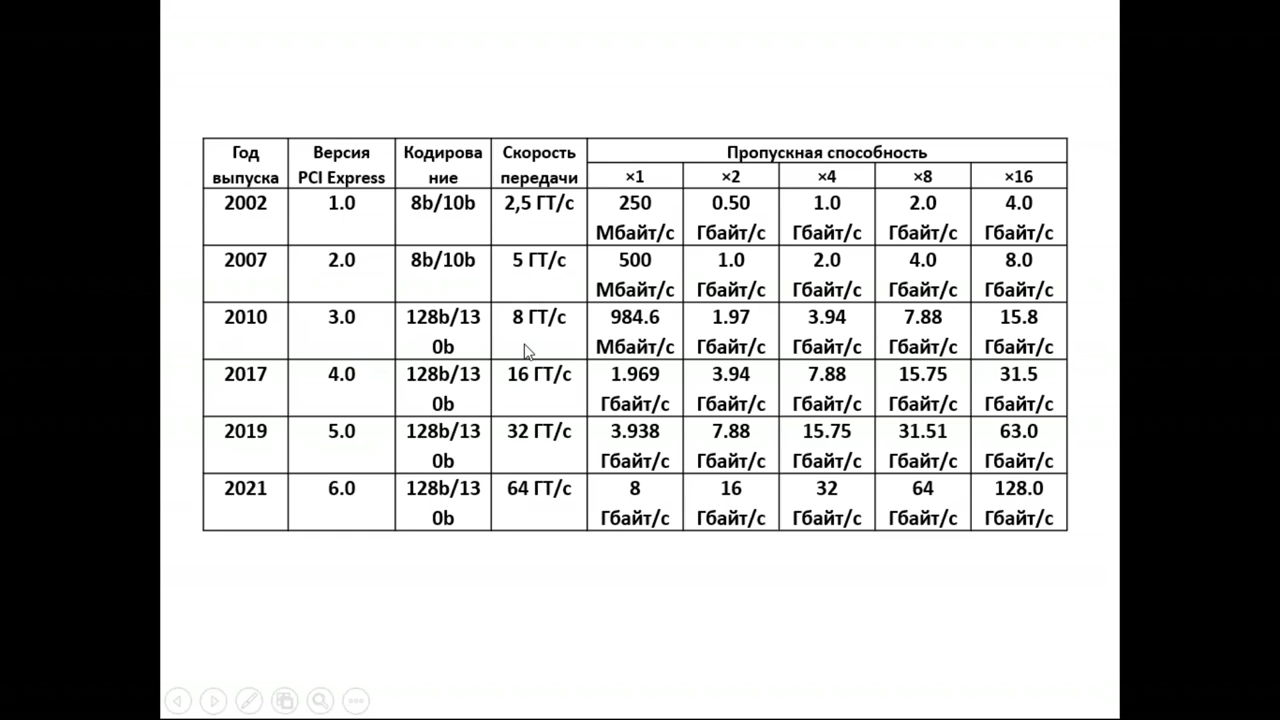 Год выпуска Версия PCI Express Кодирова ние Скорость передачи Пропускная способность
×1 ×2 ×4 ×8 ×16
2002 1.0 8b/10b 2,5 ГТ/с 250 0.50 1.0 2.0 4.0
Мбайт/с Гбайт/с Гбайт/с Гбайт/с Гбайт/с
2007 2.0 8b/10b 5 ГТ/с 500 1.0 2.0 4.0 8.0
Мбайт/с Гбайт/с Гбайт/с Гбайт/с Гбайт/с
2010 3.0 128b/13 8 ГТ/с 984.6 1.97 3.94 7.88 15.8
0b Мбайт/с Гбайт/с Гбайт/с Гбайт/с Гбайт/с
2017 4.0 128b/13 16 ГТ/с 1.969 3.94 7.88 15.75 31.5
0b Гбайт/с Гбайт/с Гбайт/с Гбайт/с Гбайт/с
2019 5.0 128b/13 32 ГТ/с 3.938 7.88 15.75 31.51 63.0
0b Гбайт/с Гбайт/с Гбайт/с Гбайт/с Гбайт/с
2021 6.0 128b/13 64 ГТ/с 8 16 32 64 128.0
0b Гбайт/с Гбайт/с Гбайт/с Гбайт/с Гбайт/с